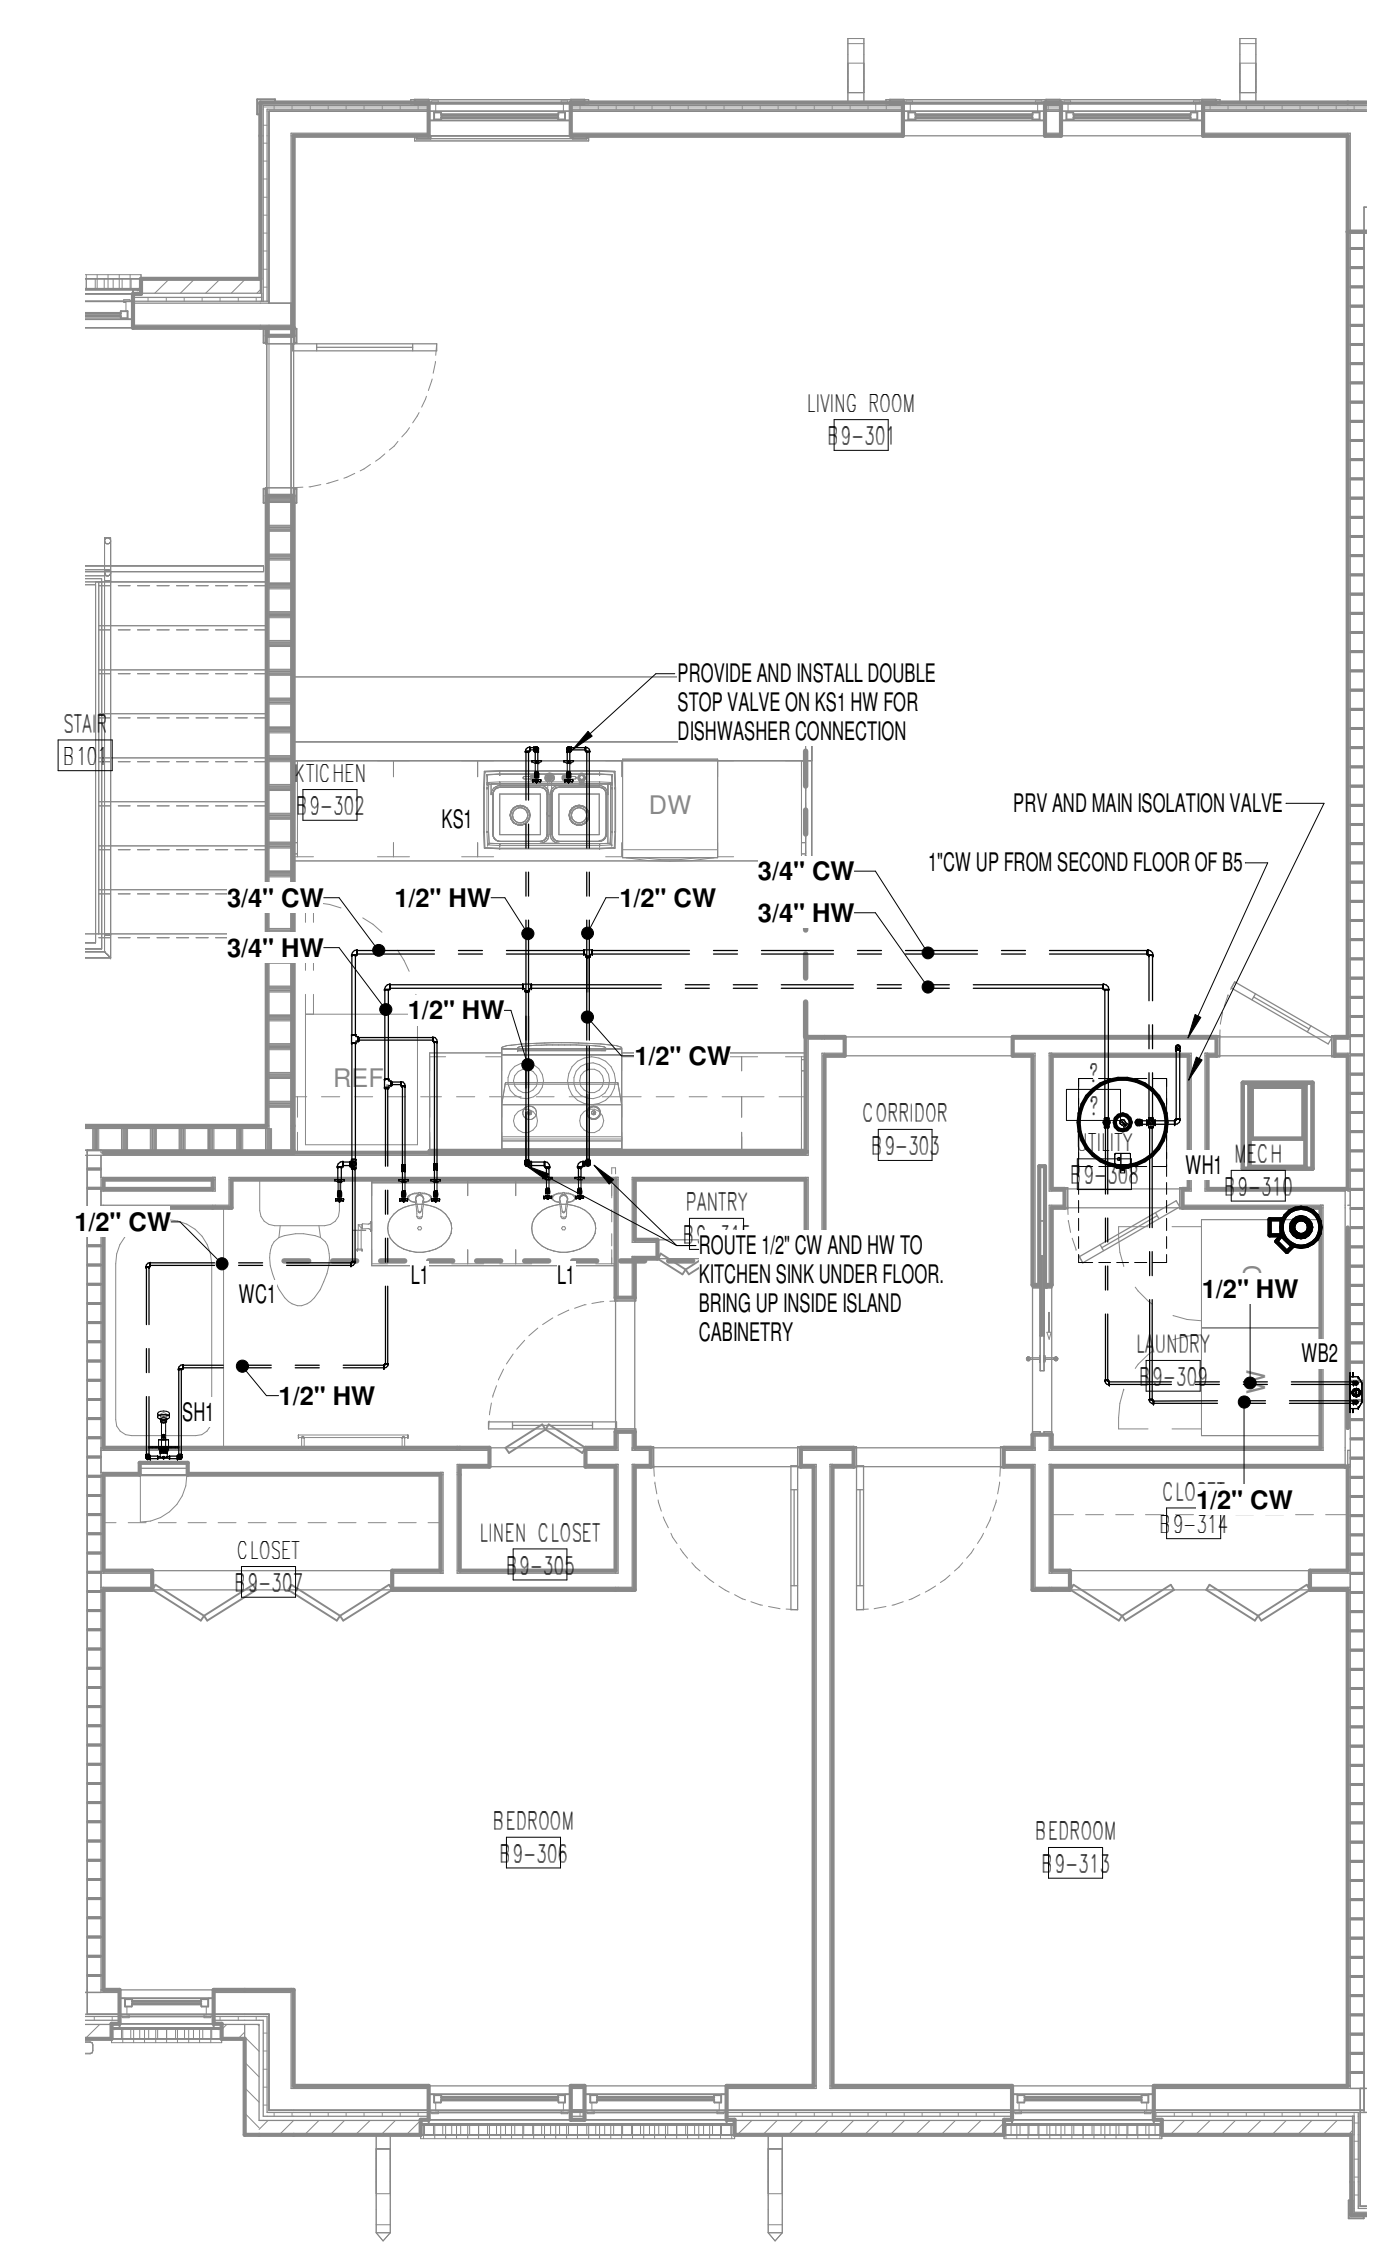 LIVING ROOM
B9-301
PROVIDE AND INSTALL DOUBLE
STOP VALVE ON KS1 HW FOR
DISHWASHER CONNECTION
STAIR
B101
KTICHEN
B9-302
KS1
DW
PRV AND MAIN ISOLATION VALVE
1"CW UP FROM SECOND FLOOR OF B5
3/4" CW
3/4" HW
3/4" CW
1/2" HW
1/2" CW
3/4" HW
1/2" HW
1/2" CW
REF
?
?
CORRIDOR
B9-303
UTILITY
B9-308
WH1
MECH
B9-310
PANTRY
1/2" CW
WC1
L1
L1
ROUTE 1/2" CW AND HW TO
KITCHEN SINK UNDER FLOOR.
BRING UP INSIDE ISLAND
CABINETRY
1/2" HW
LAUNDRY
B9-309
W
WB2
1/2" HW
SH1
1/2" CW
B9-314
LINEN CLOSET
B9-305
CLOSET
B9-307
BEDROOM
B9-306
BEDROOM
B9-313